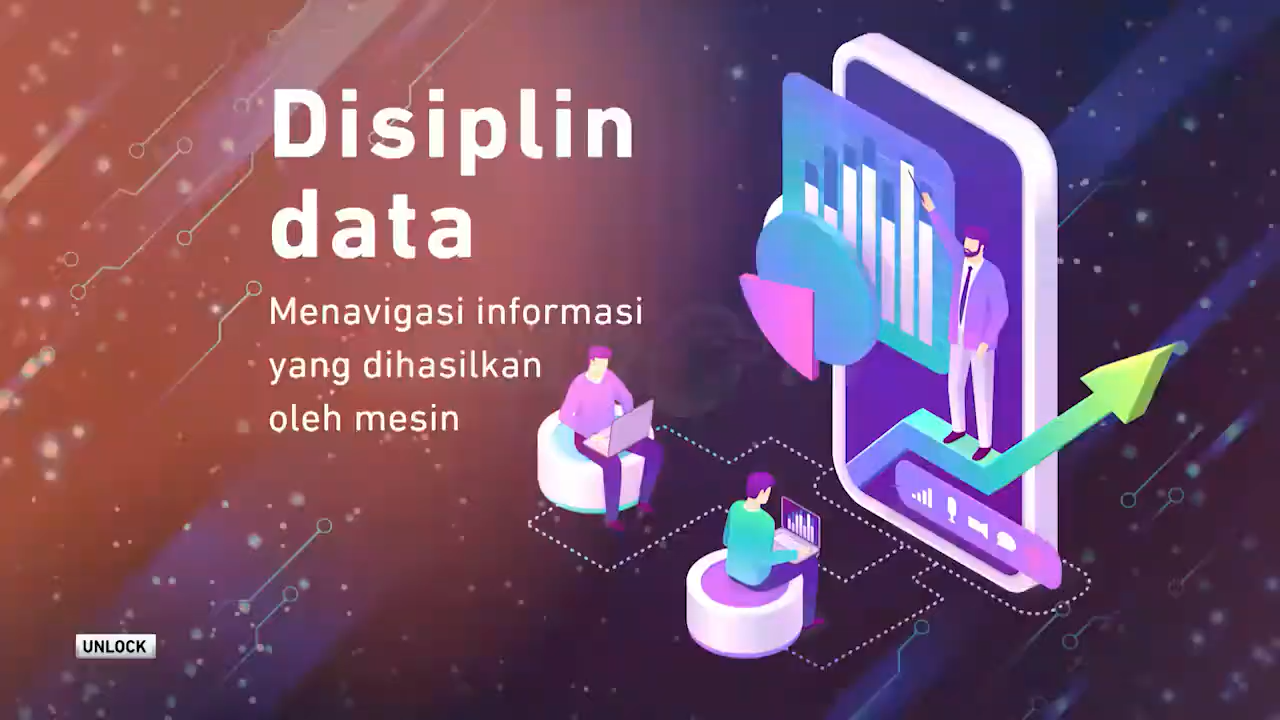 Disiplin
data
Menavigasi informasi
yang dihasilkan
oleh mesin
UNLOCK